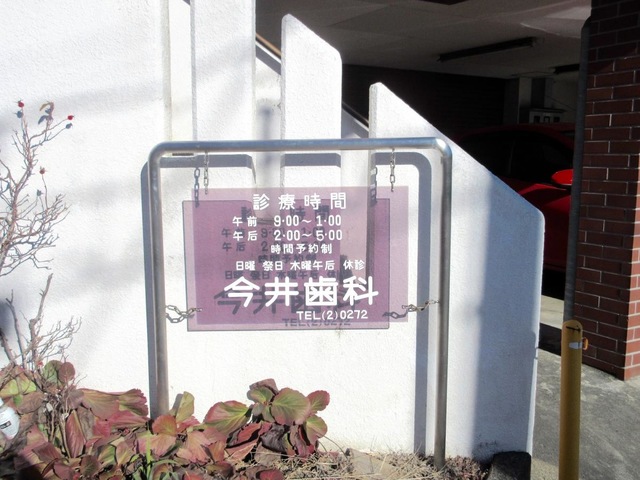 診療時間
午前 9:00〜1:00
午后 2:00〜5:00
時間予約制
日曜 祭日 木曜午后 休診
今井歯科
TEL(2)0272